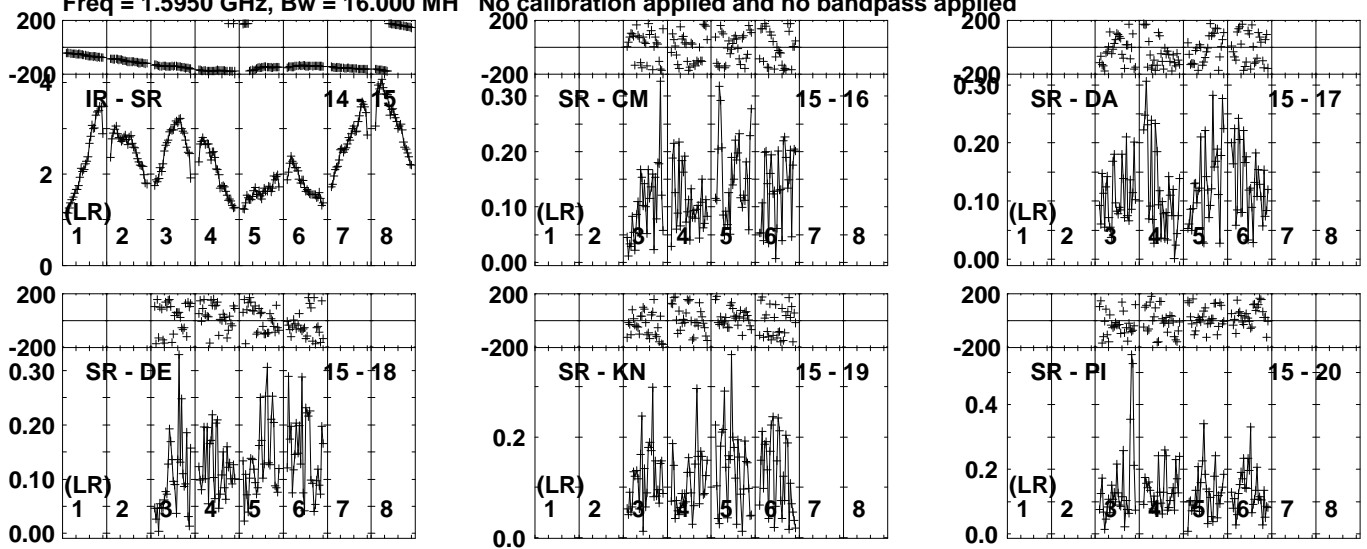 Freq = 1.5950 GHz, Bw = 16.000 MH No calibration applied and no bandpass applied
200
-200
4
2
0
IR - SR 14 - 15
(LR)
1 2 3 4 5 6 7 8
200
-200
0.30
0.20
0.10
0.00
SR - CM 15 - 16
(LR)
1 2 3 4 5 6 7 8
200
-200
0.30
0.20
0.10
0.00
SR - DA 15 - 17
(LR)
1 2 3 4 5 6 7 8
200
-200
0.30
0.20
0.10
0.00
SR - DE 15 - 18
(LR)
1 2 3 4 5 6 7 8
200
-200
0.2
0.0
SR - KN 15 - 19
(LR)
1 2 3 4 5 6 7 8
200
-200
0.4
0.2
0.0
SR - PI 15 - 20
(LR)
1 2 3 4 5 6 7 8